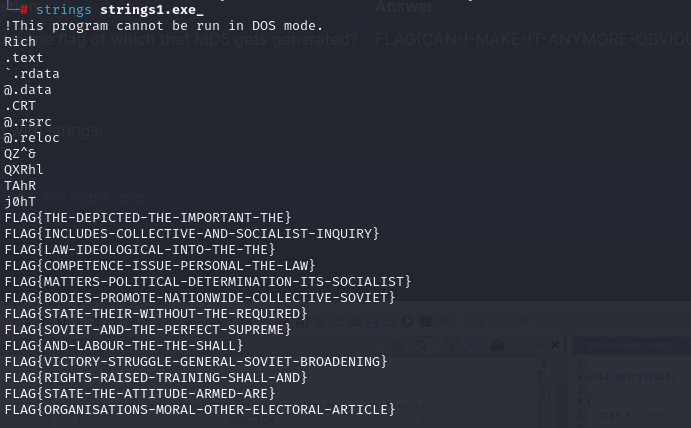 # strings strings1.exe_
Answer
!This program cannot be run in DOS mode.
Rich
the flag of which that MD5 gets generated? FLAG{CAN-I-MAKE-IT-ANYMORE-OBVIO
.text
`.rdata
@.data
.CRT
@.rsrc
strings:
@.reloc
QZ^&
QXRhl
TAhR
strings1.exe
j0hT
FLAG{THE-DEPICTED-THE-IMPORTANT-THE}
FLAG{INCLUDES-COLLECTIVE-AND-SOCIALIST-INQUIRY}
FLAG{LAW-IDEOLOGICAL-INTO-THE-THE}
FLAG{COMPETENCE-ISSUE-PERSONAL-THE-LAW}
FLAG{MATTERS-POLITICAL-DETERMINATION-ITS-SOCIALIST}
FLAG{BODIES-PROMOTE-NATIONWIDE-COLLECTIVE-SOVIET}
FLAG{STATE-THEIR-WITHOUT-THE-REQUIRED}
FLAG{SOVIET-AND-THE-PERFECT-SUPREME}
FLAG{AND-LABOUR-THE-THE-SHALL}
FLAG{VICTORY-STRUGGLE-GENERAL-SOVIET-BROADENING}
FLAG{RIGHTS-RAISED-TRAINING-SHALL-AND}
void entry(void)
FLAG{STATE-THE-ATTITUDE-ARMED-ARE}
FLAG{ORGANISATIONS-MORAL-OTHER-ELECTORAL-ARTICLE}